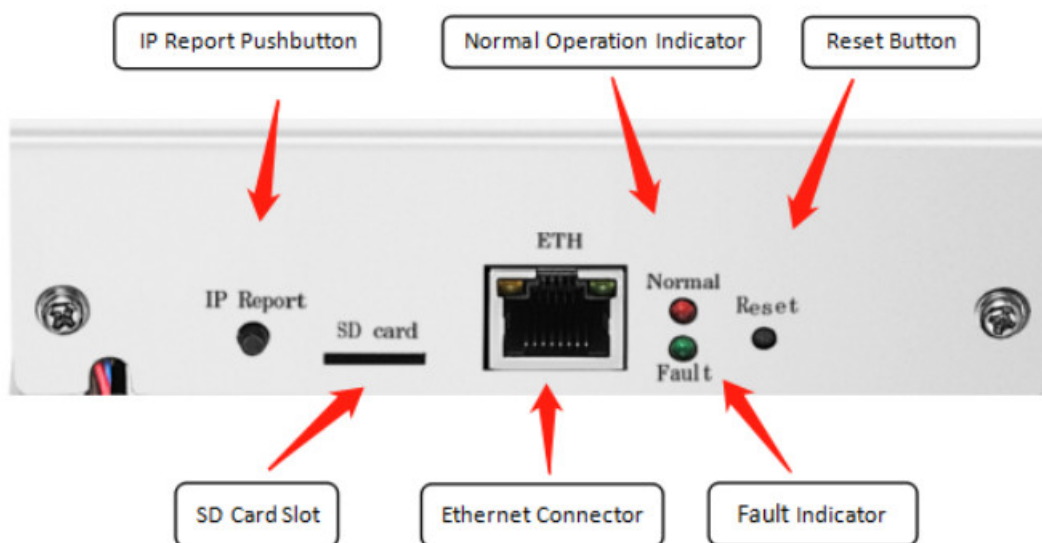 IP Report Pushbutton
Normal Operation Indicator
Reset Button
ETH
IP Report
Normal
Reset
SD card
Fault
SD Card Slot
Ethernet Connector
Fault Indicator